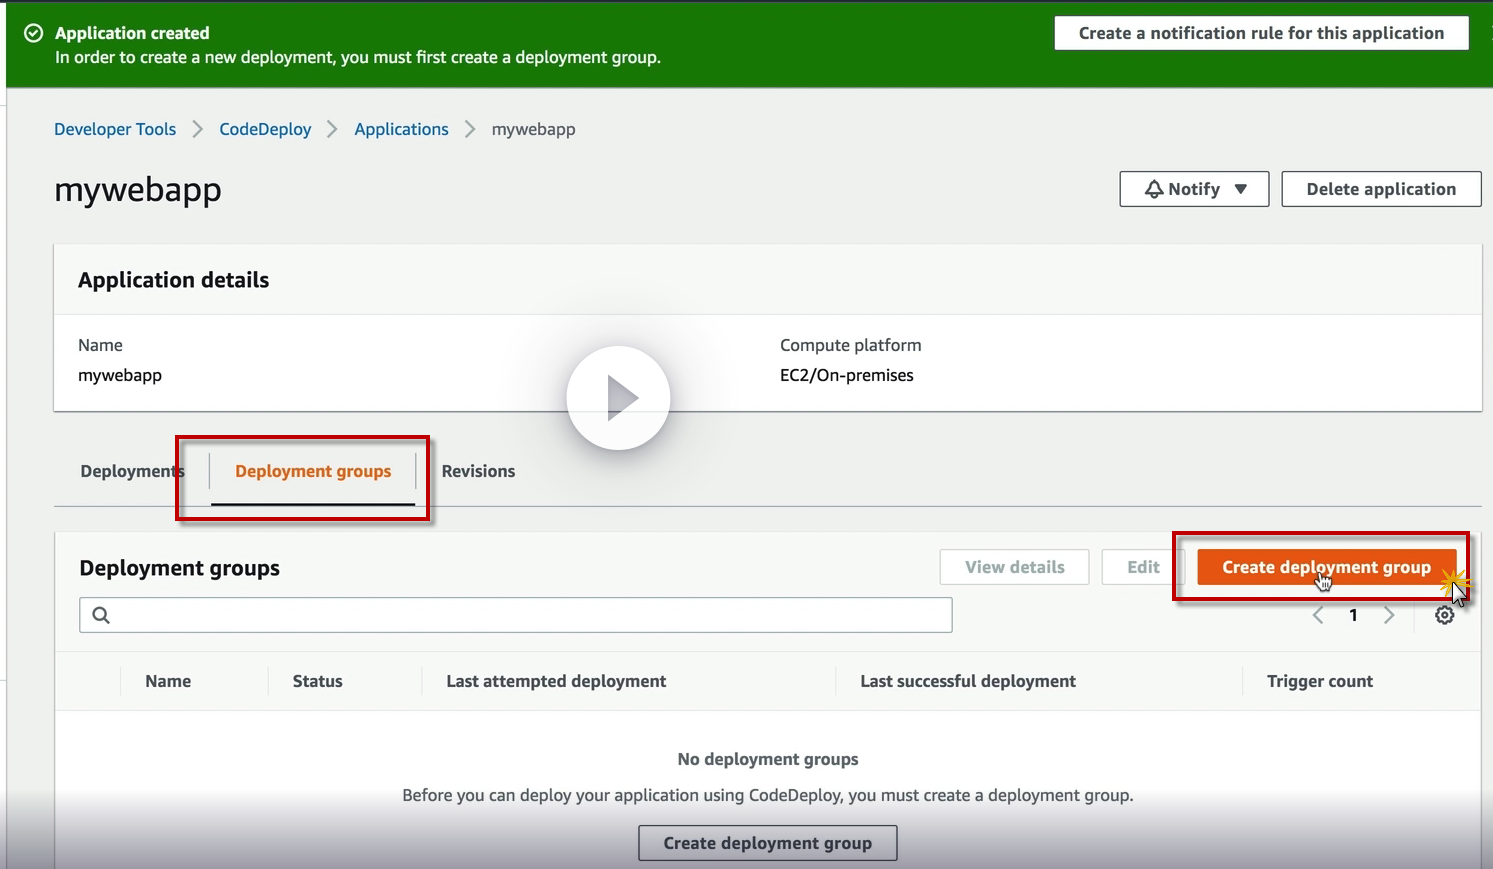 Application created
Create a notification rule for this application
In order to create a new deployment, you must first create a deployment group.
Developer Tools > CodeDeploy > Applications > mywebapp
mywebapp
Notify
Delete application
Application details
Name
Compute platform
mywebapp
EC2/On-premises
Deployments
Deployment groups
Revisions
Deployment groups
View details
Edit
Create deployment group
1
Name
Status
Last attempted deployment
Last successful deployment
Trigger count
No deployment groups
Before you can deploy your application using CodeDeploy, you must create a deployment group.
Create deployment group